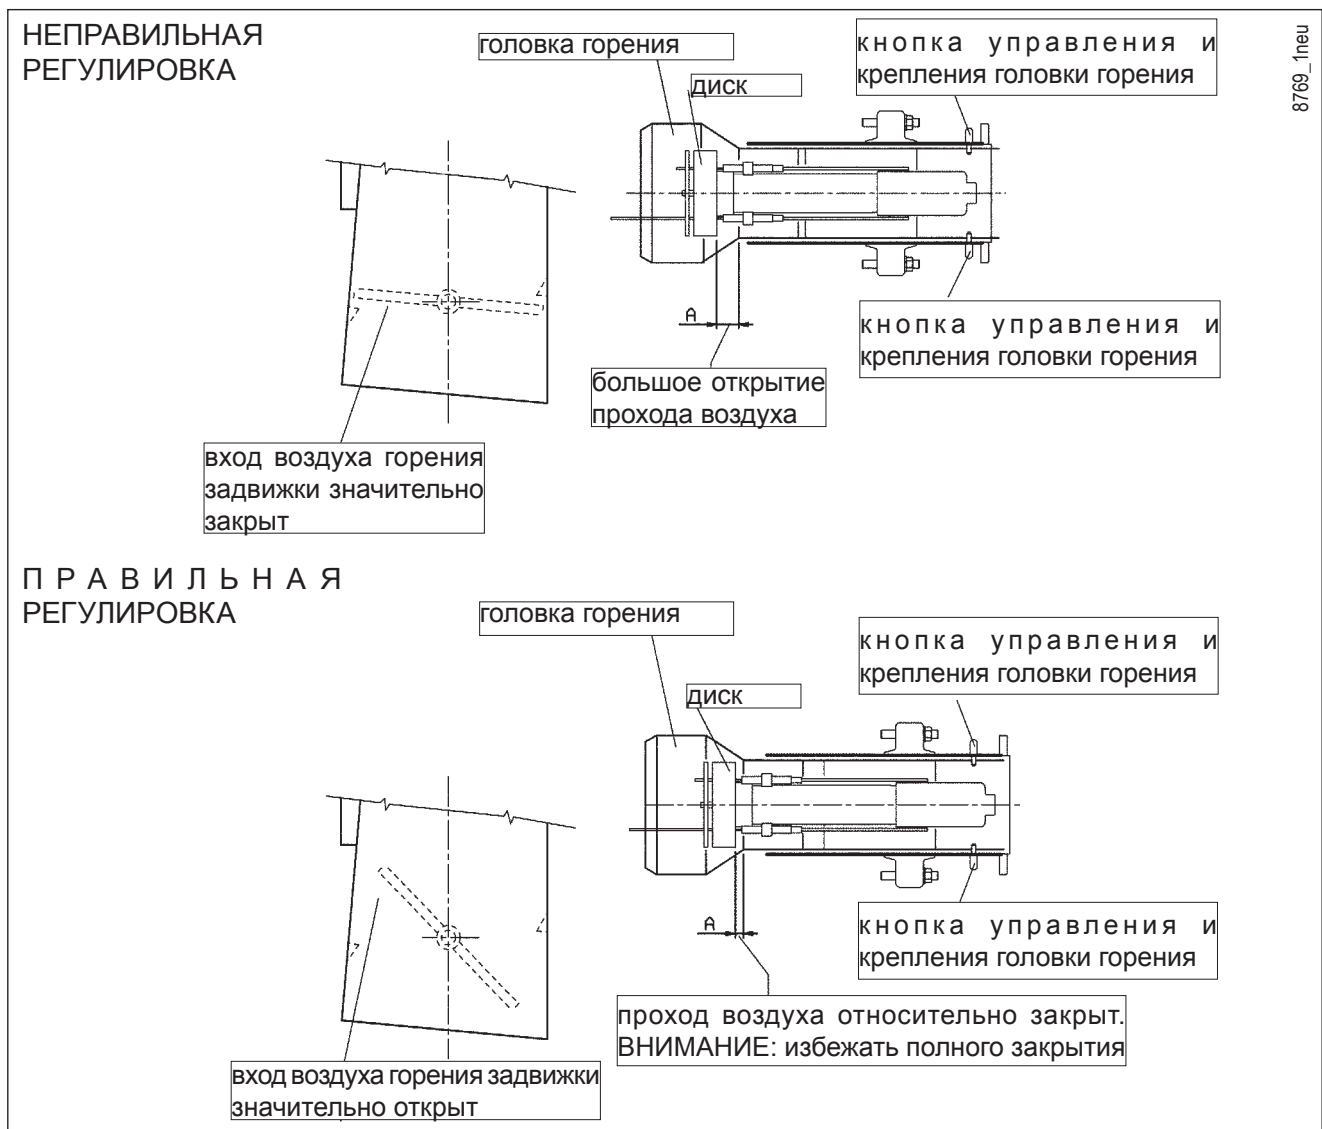 НЕПРАВИЛЬНАЯ
РЕГУЛИРОВКА
головка горения
диск
кнопка управления и
крепления головки горения
8769_1neu
A
кнопка управления и
крепления головки горения
большое открытие
прохода воздуха
вход воздуха горения
задвижки значительно
закрыт
ПРАВИЛЬНАЯ
РЕГУЛИРОВКА
головка горения
диск
кнопка управления и
крепления головки горения
A
кнопка управления и
крепления головки горения
проход воздуха относительно закрыт.
ВНИМАНИЕ: избежать полного закрытия
вход воздуха горения задвижки
значительно открыт